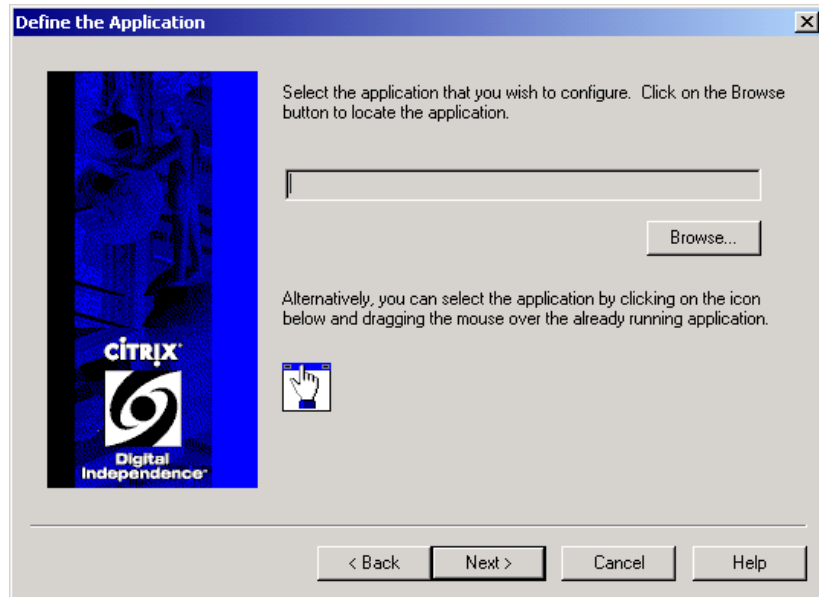 Define the Application
Select the application that you wish to configure.  Click on the Browse
button to locate the application.
Browse...
Alternatively, you can select the application by clicking on the icon
below and dragging the mouse over the already running application.
CİTRIX
Digital
Independence
< Back
Next >
Cancel
Help